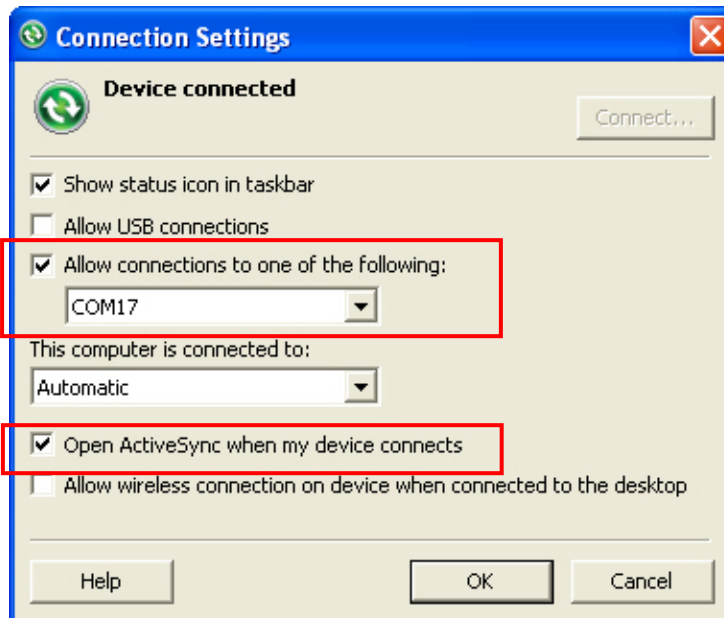 Connection Settings
Device connected
Connect...
Show status icon in taskbar
Allow USB connections
Allow connections to one of the following:
COM17
This computer is connected to:
Automatic
Open ActiveSync when my device connects
Allow wireless connection on device when connected to the desktop
Help
OK
Cancel